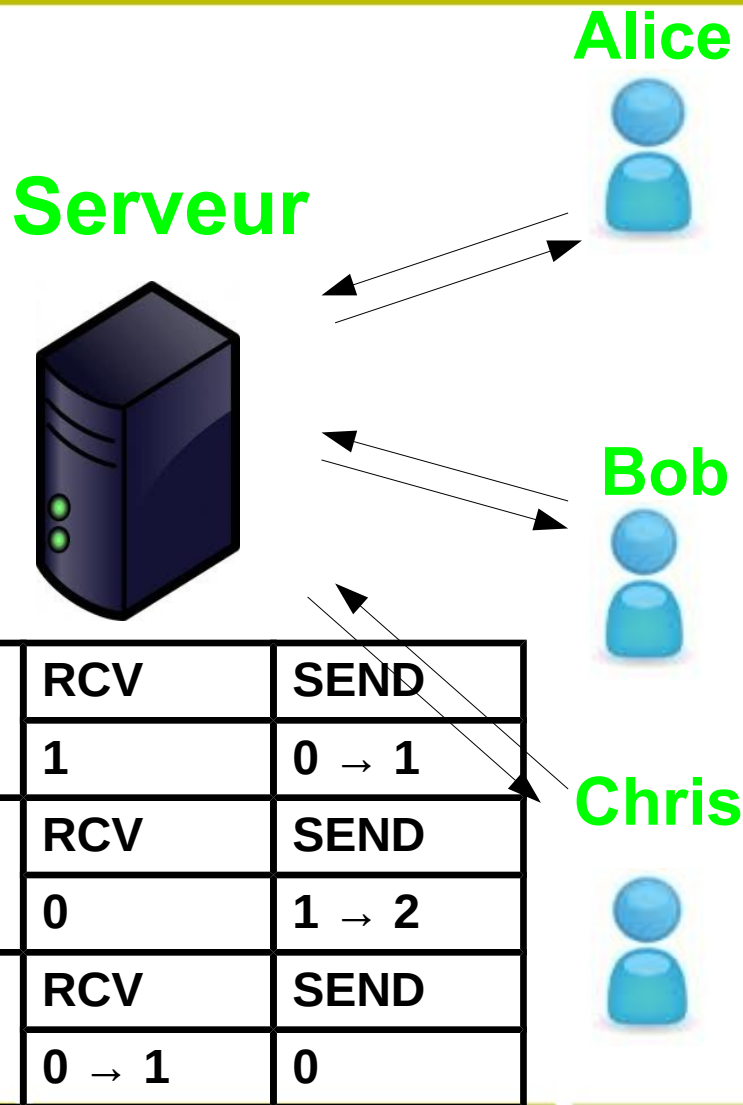 Alice
Serveur
Bob
Chris
RCV SEND
1 0 → 1
RCV SEND
0 1 → 2
RCV SEND
0 → 1 0